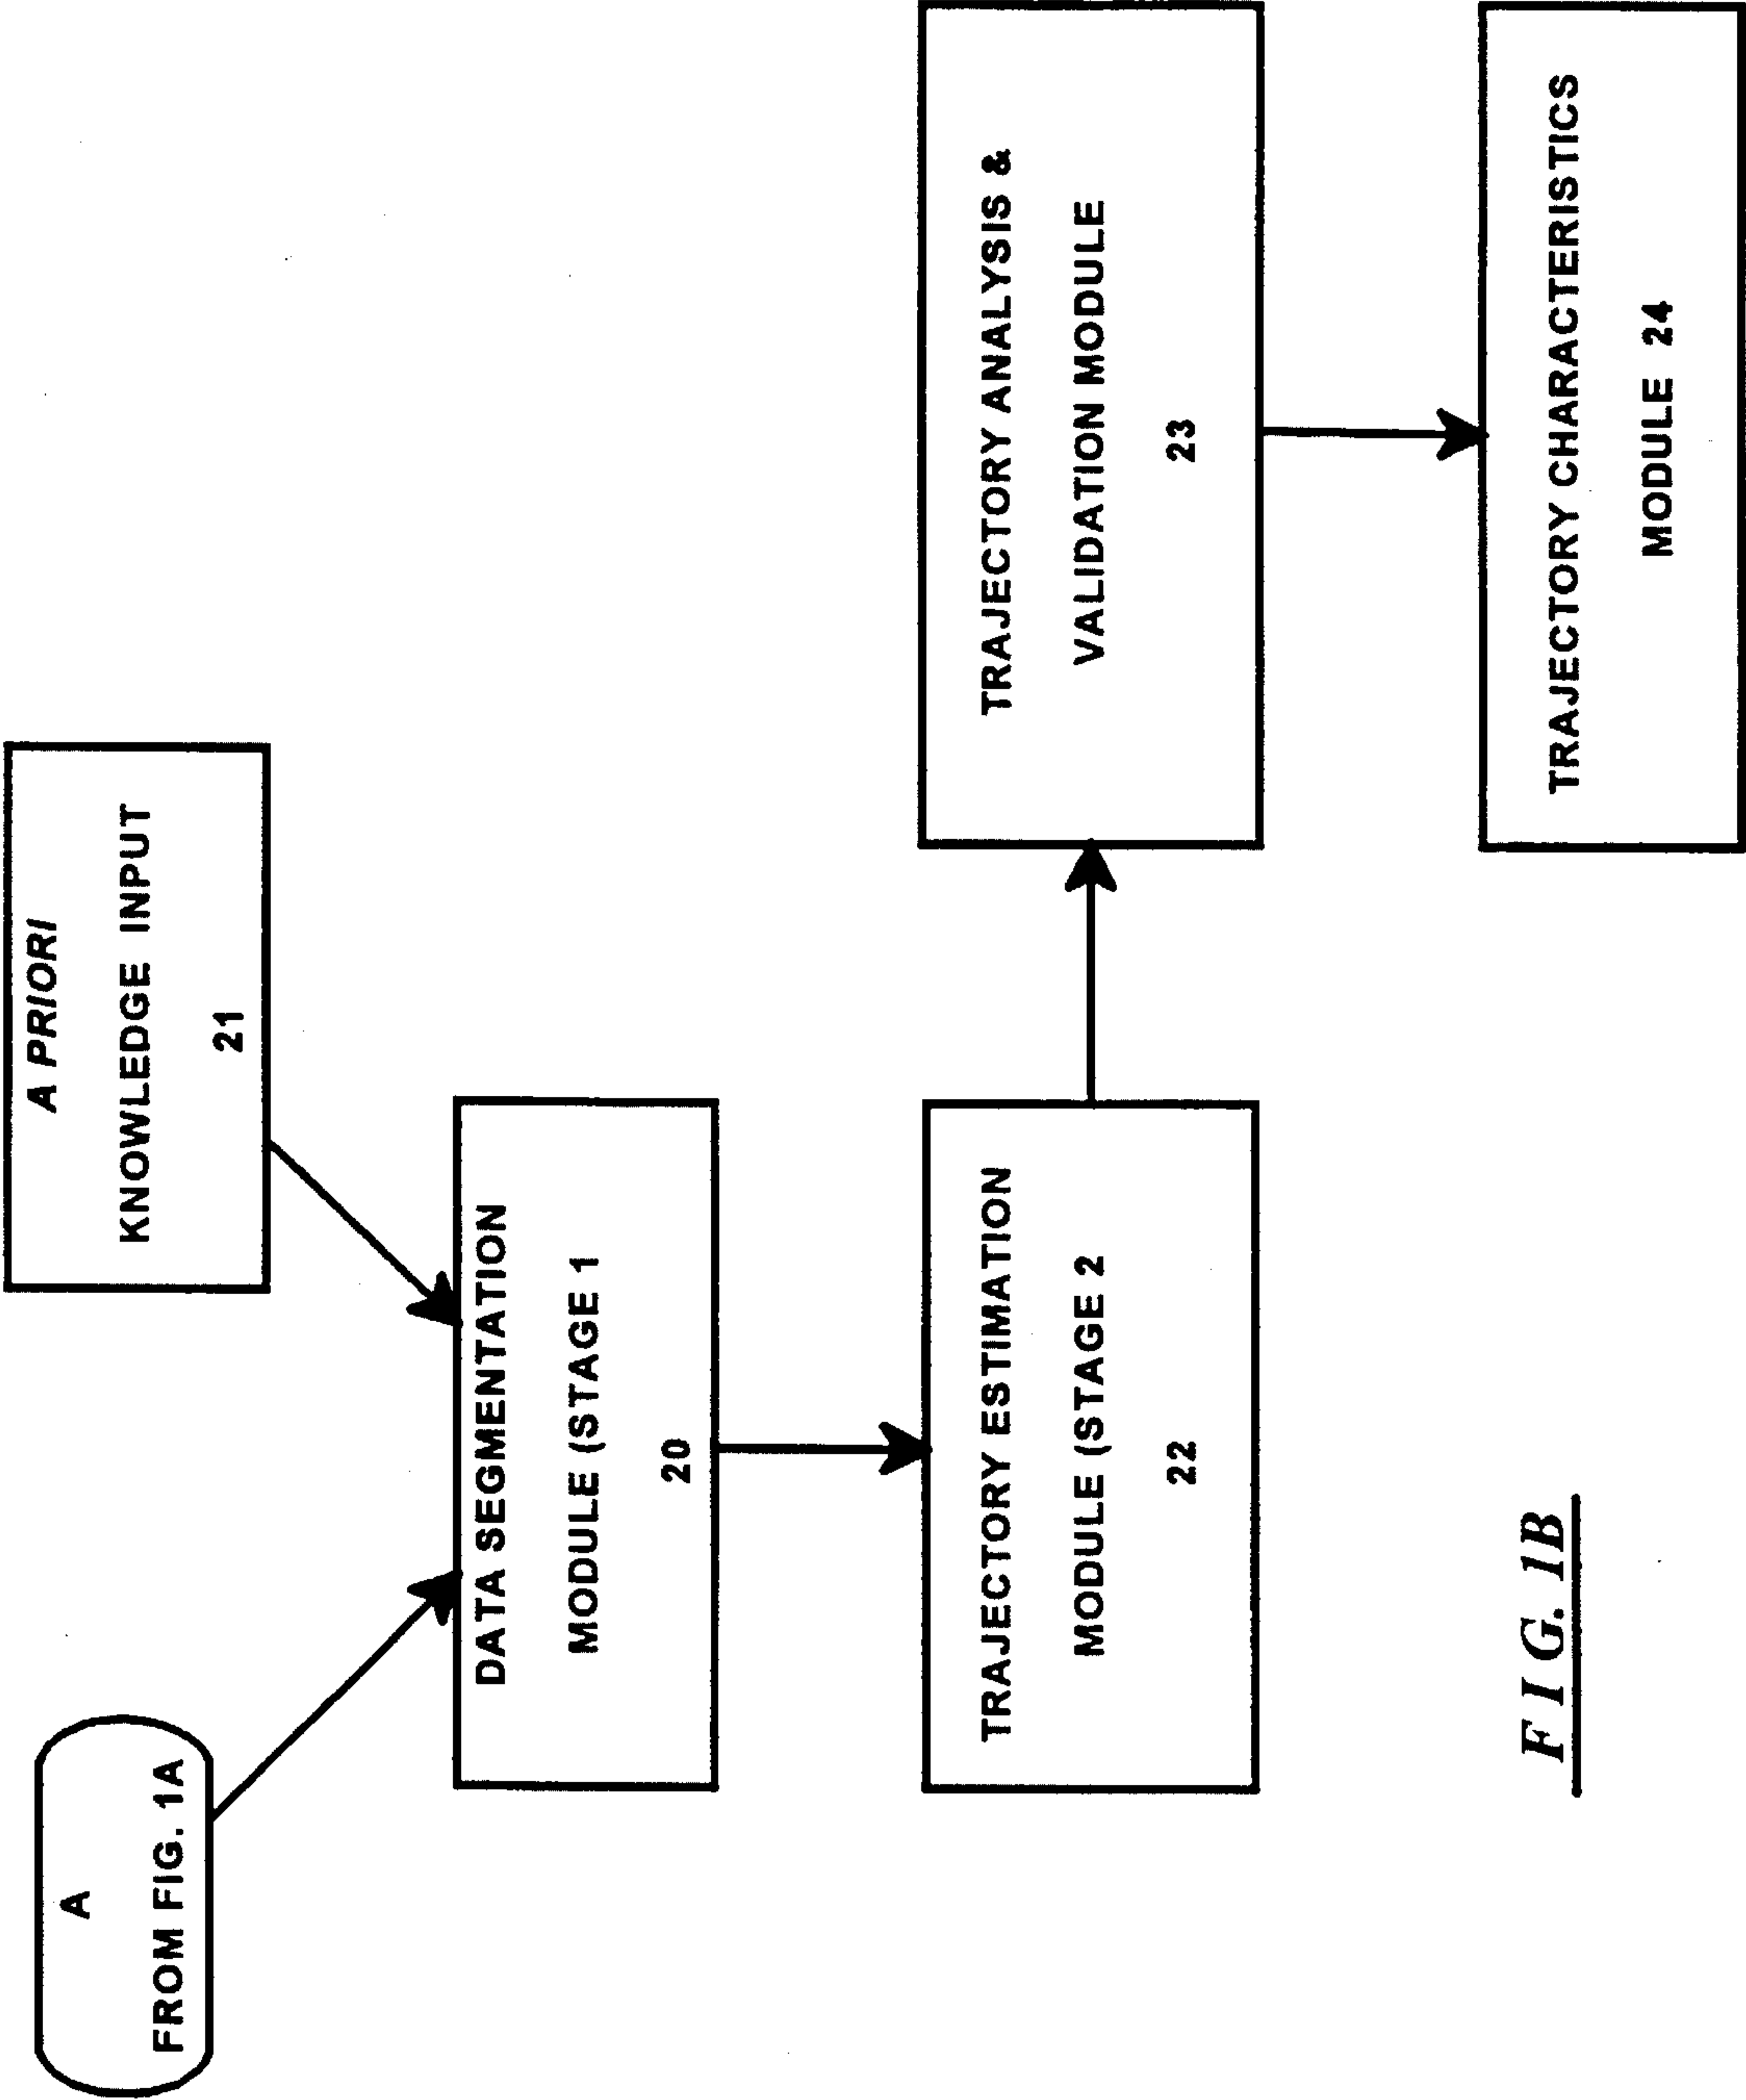 A
FROM FIG. 1A
A PRIORI
KNOWLEDGE INPUT
21
DATA SEGMENTATION
MODULE (STAGE 1
20
TRAJECTORY ESTIMATION
MODULE (STAGE 2
22
TRAJECTORY ANALYSIS &
VALIDATION MODULE
23
TRAJECTORY CHARACTERISTICS
MODULE 24
FIG. 1B